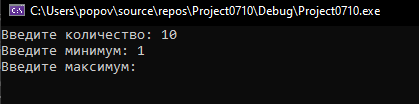 C:\Users\popov\source\repos\Project0710\Debug\Project0710.exe
Введите количество: 10
Введите минимум: 1
Введите максимум: